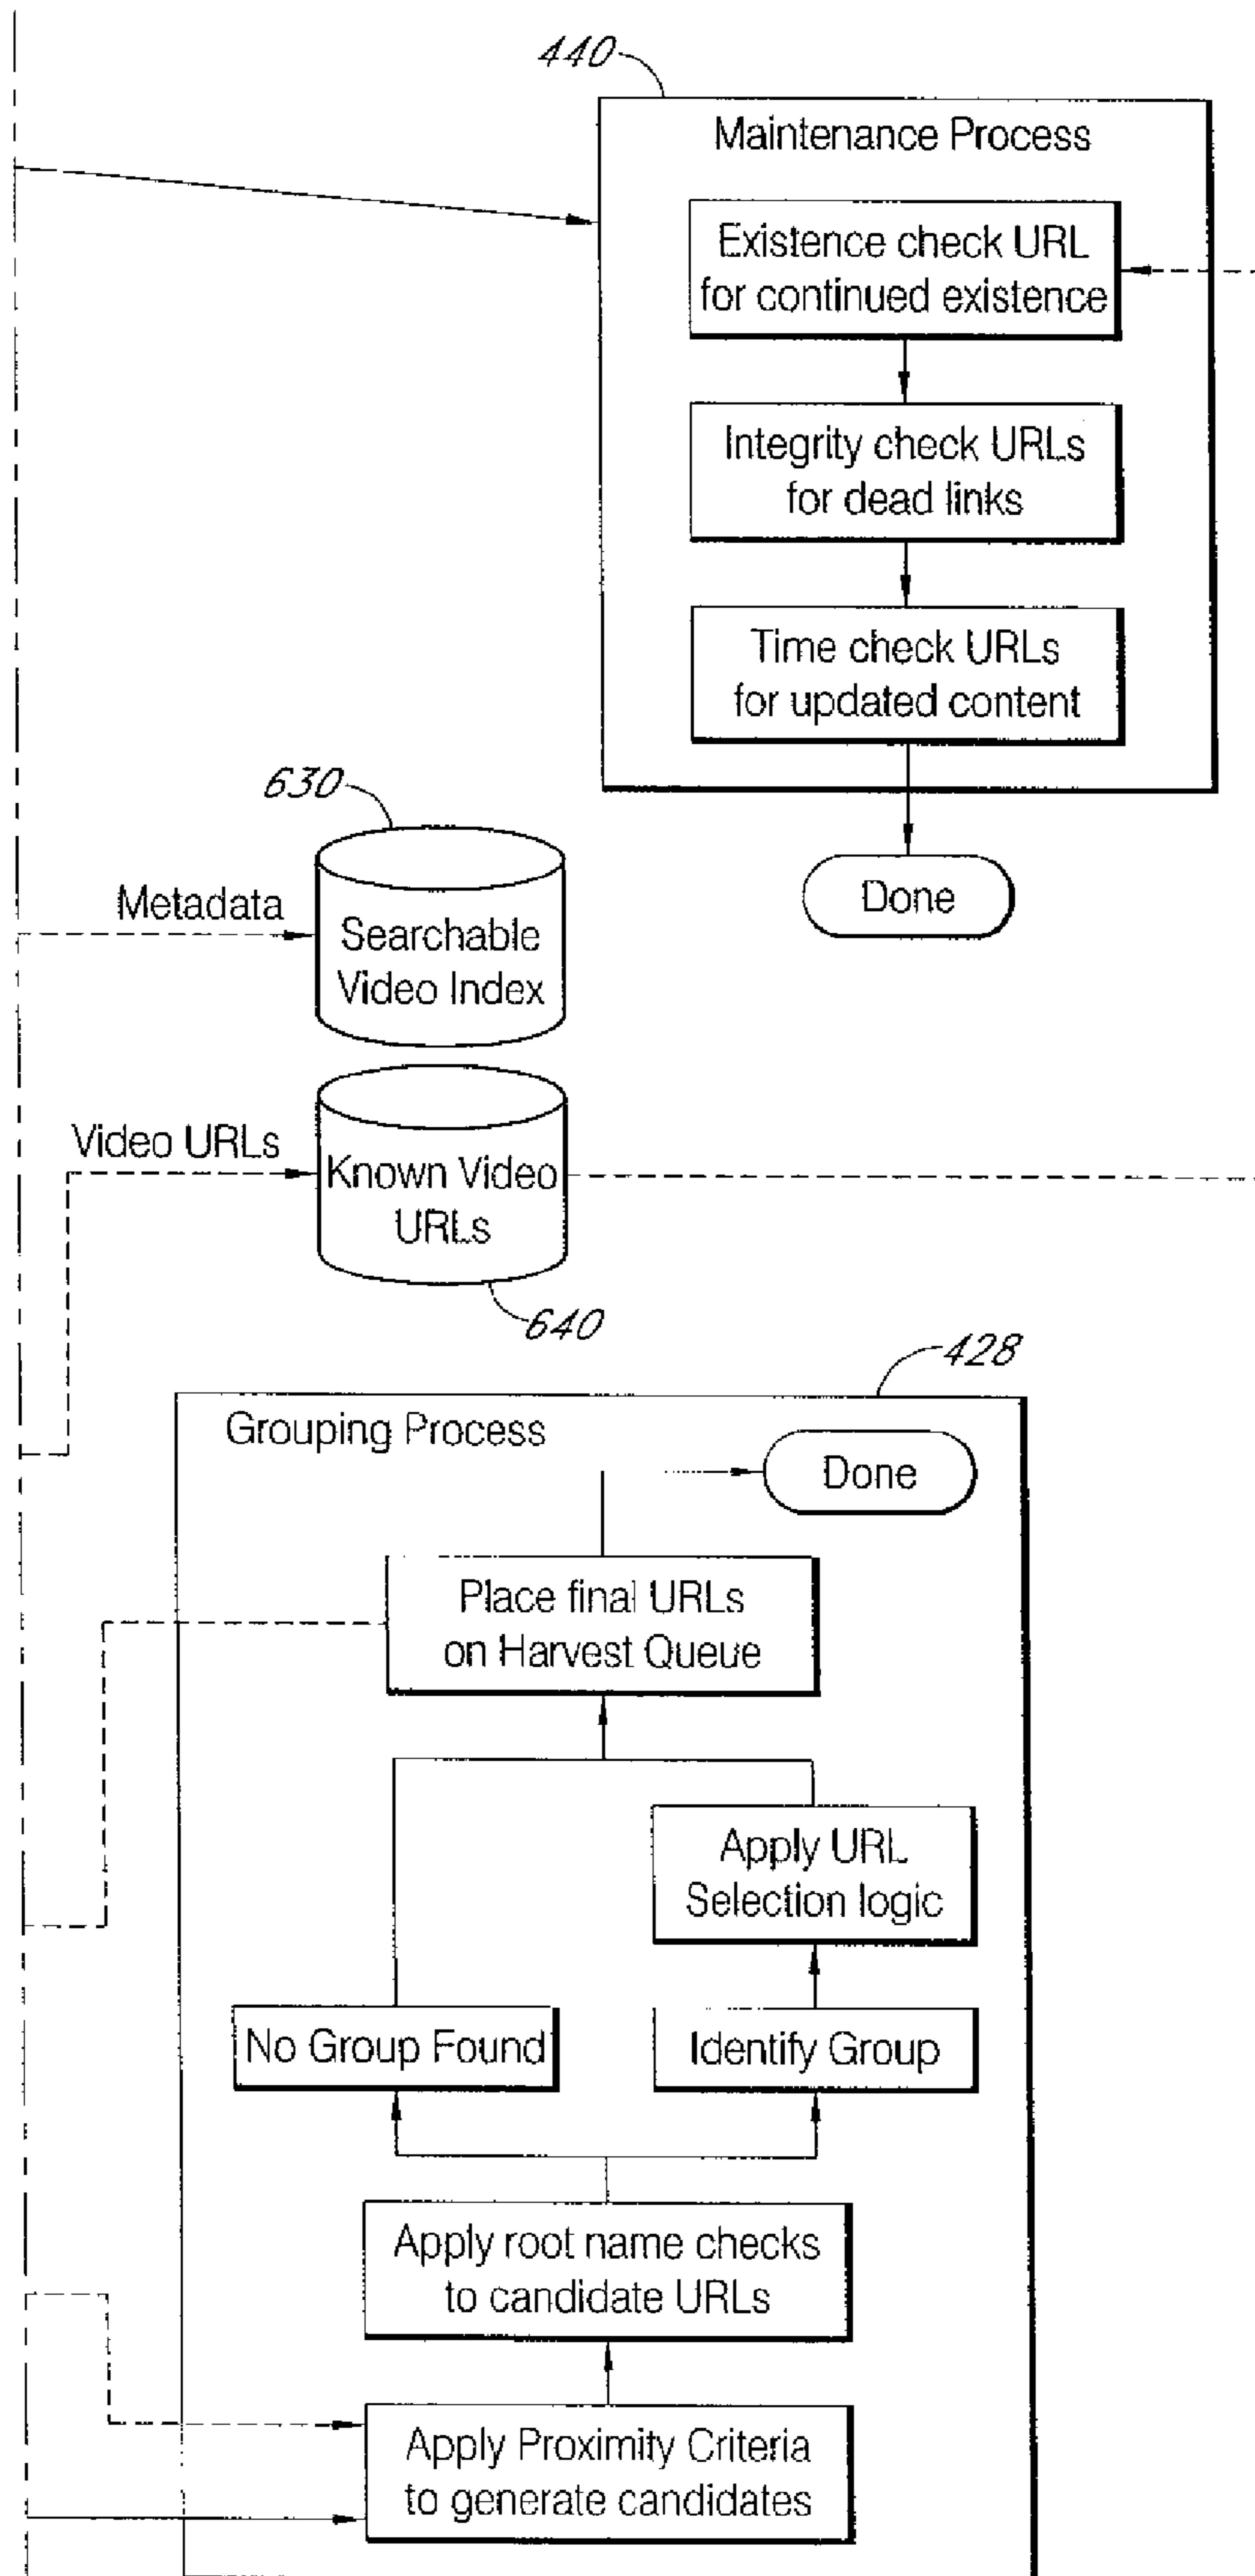 440
Maintenance Process
Existence check URL
for continued existence
Integrity check URLs
for dead links
Time check URLs
for updated content
Done
630
Metadata
Searchable
Video Index
Video URLs
Known Video
URLs
640
428
Grouping Process
Done
Place final URLs
on Harvest Queue
Apply URL
Selection logic
No Group Found
Identify Group
Apply root name checks
to candidate URLs
Apply Proximity Criteria
to generate candidates